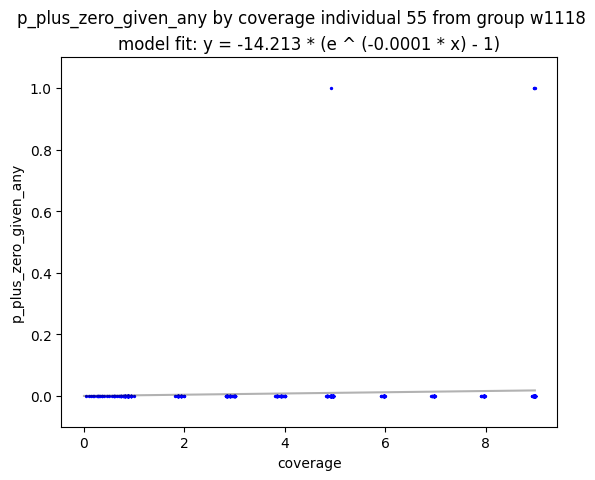 p_plus_zero_given_any by coverage individual 55 from group w1118
model fit: y = -14.213 * (e ^ (-0.0001 * x) - 1)
1.0
0.8
0.6
0.4
0.2
0.0
p_plus_zero_given_any
0 2 4 6 8
coverage